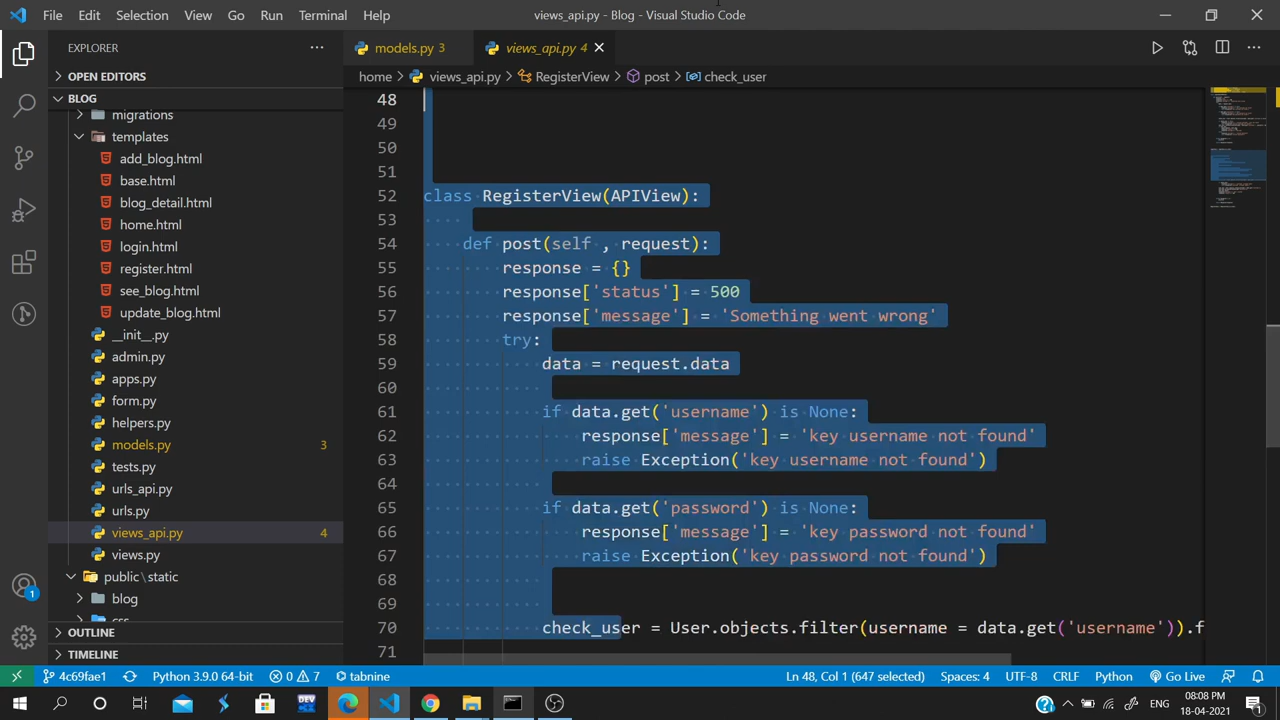 File Edit Selection View Go Run Terminal Help
views_api.py - Blog - Visual Studio Code
EXPLORER
OPEN EDITORS
BLOG
migrations
templates
add_blog.html
base.html
blog_detail.html
home.html
login.html
register.html
see_blog.html
update_blog.html
__init__.py
admin.py
apps.py
form.py
helpers.py
models.py 3
tests.py
urls_api.py
urls.py
views_api.py 4
views.py
public\static
blog
OUTLINE
TIMELINE
1
models.py 3
views_api.py 4
home > views_api.py > RegisterView > post > check_user
48
49
50
51
52 class RegisterView(APIView):
53
54 def post(self , request):
55 response = {}
56 response['status'] = 500
57 response['message'] = 'Something went wrong'
58 try:
59 data = request.data
60
61 if data.get('username') is None:
62 response['message'] = 'key username not found'
63 raise Exception('key username not found')
64
65 if data.get('password') is None:
66 response['message'] = 'key password not found'
67 raise Exception('key password not found')
68
69
70 check_user = User.objects.filter(username = data.get('username')).f
71
4c69fae1 Python 3.9.0 64-bit 0 7 tabnine
Ln 48, Col 1 (647 selected) Spaces: 4 UTF-8 CRLF Python Go Live
08:08 PM
ENG
18-04-2021